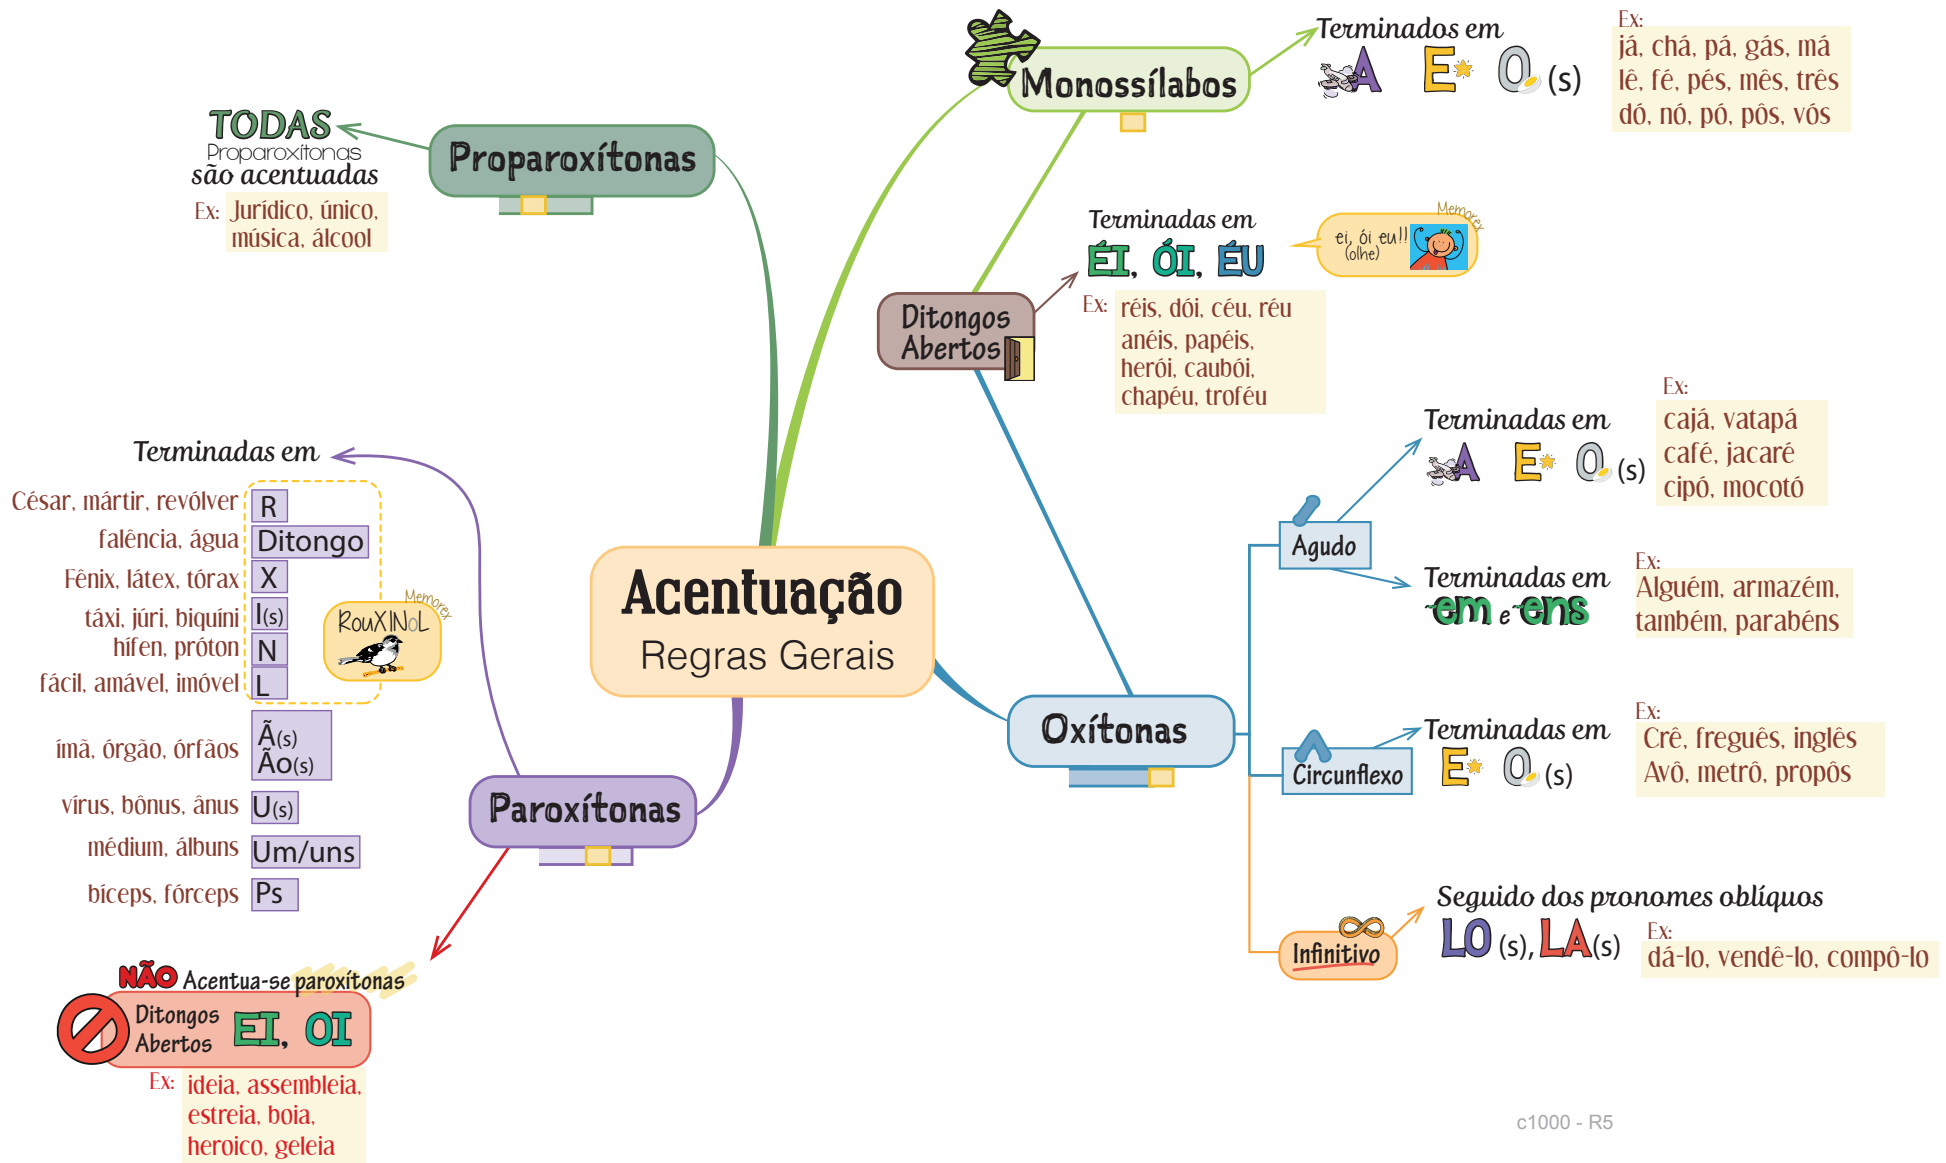 Acentuação
Regras Gerais
Proparoxítonas
TODAS
Proparoxítonas
são acentuadas
Ex: Jurídico, único,
música, álcool
Monossílabos
Terminados em
A E O (s)
Ex:
já, chá, pá, gás, má
lê, fé, pés, mês, três
dó, nó, pó, pôs, vós
Ditongos
Abertos
Terminadas em
ÉI, ÓI, ÉU
Memorex
ei, ói eu!!
(olhe)
Ex: réis, dói, céu, réu
anéis, papéis,
herói, caubói,
chapéu, troféu
Oxítonas
Agudo
Terminadas em
A E O (s)
Ex:
cajá, vatapá
café, jacaré
cipó, mocotó
Terminadas em
em e ens
Ex:
Alguém, armazém,
também, parabéns
Circunflexo
Terminadas em
E O (s)
Ex:
Crê, freguês, inglês
Avô, metrô, propôs
Infinitivo
Seguido dos pronomes oblíquos
LO (s), LA(s)
Ex:
dá-lo, vendê-lo, compô-lo
Paroxítonas
Terminadas em
César, mártir, revólver R
falência, água Ditongo
Fênix, látex, tórax X
táxi, júri, biquíni I(s)
hífen, próton N
fácil, amável, imóvel L
Memorex
RouXINoL
ímã, órgão, órfãos Ã(s)
Ão(s)
vírus, bônus, ânus U(s)
médium, álbuns Um/uns
bíceps, fórceps Ps
NÃO Acentua-se paroxítonas
Ditongos
Abertos
EI, OI
Ex: ideia, assembleia,
estreia, boia,
heroico, geleia
c1000 - R5